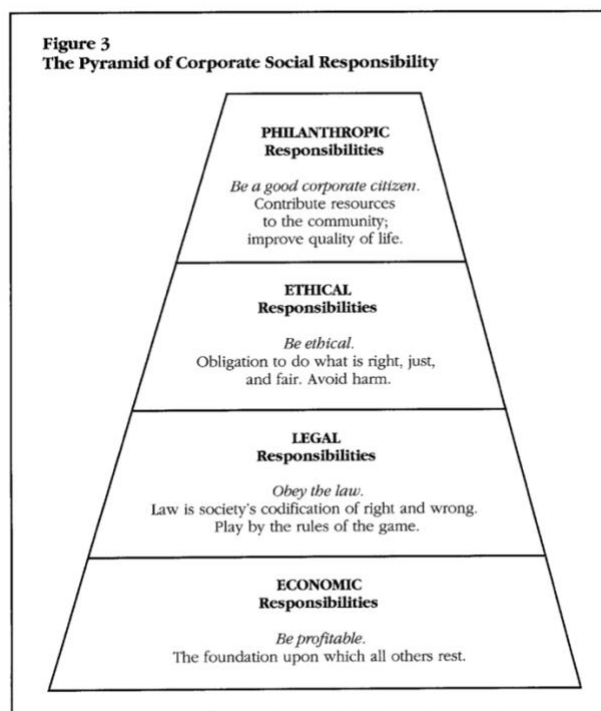 Figure 3
The Pyramid of Corporate Social Responsibility
PHILANTHROPIC
Responsibilities
Be a good corporate citizen.
Contribute resources
to the community;
improve quality of life.
ETHICAL
Responsibilities
Be ethical.
Obligation to do what is right, just,
and fair. Avoid harm.
LEGAL
Responsibilities
Obey the law.
Law is society's codification of right and wrong.
Play by the rules of the game.
ECONOMIC
Responsibilities
Be profitable.
The foundation upon which all others rest.